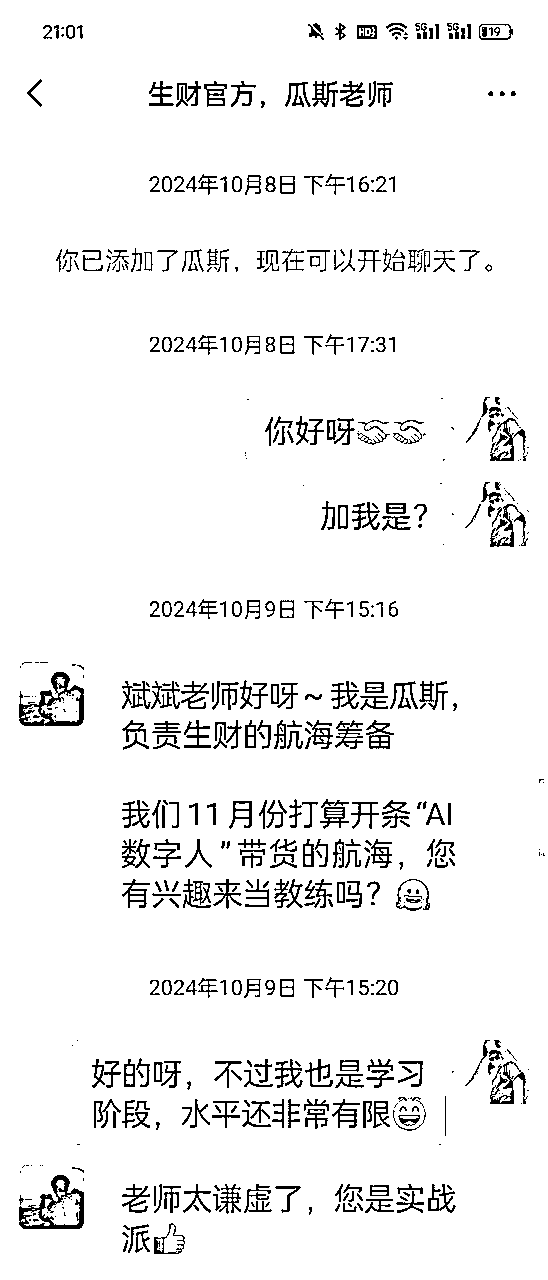 21:01
HD2 5G 5G 19
生财官方，瓜斯老师
2024年10月8日 下午16:21
你已添加了瓜斯，现在可以开始聊天了。
2024年10月8日 下午17:31
你好呀🤝🤝
加我是？
2024年10月9日 下午15:16
斌斌老师好呀～我是瓜斯，
负责生财的航海筹备
我们11月份打算开条“AI
数字人”带货的航海，您
有兴趣来当教练吗？🤗
2024年10月9日 下午15:20
好的呀，不过我也是学习
阶段，水平还非常有限😄
老师太谦虚了，您是实战
派👍